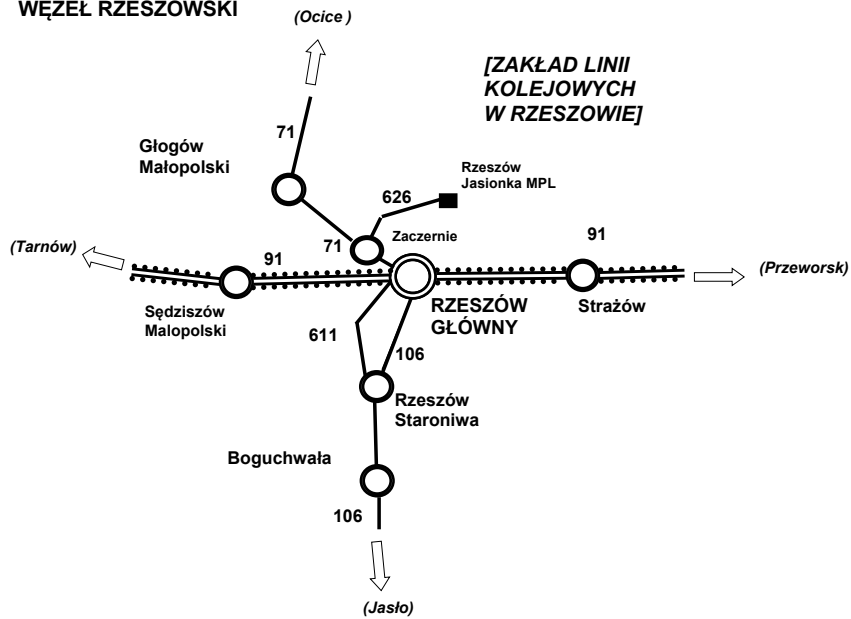 WĘZEŁ RZESZOWSKI
(Ocice )
[ZAKŁAD LINII
KOLEJOWYCH
W RZESZOWIE]
71
Głogów
Małopolski
Rzeszów
Jasionka MPL
626
(Tarnów)
91
71
Zaczernie
91
(Przeworsk)
Sędziszów
Malopolski
RZESZÓW
GŁÓWNY
Strażów
611
106
Rzeszów
Staroniwa
Boguchwała
106
(Jasło)